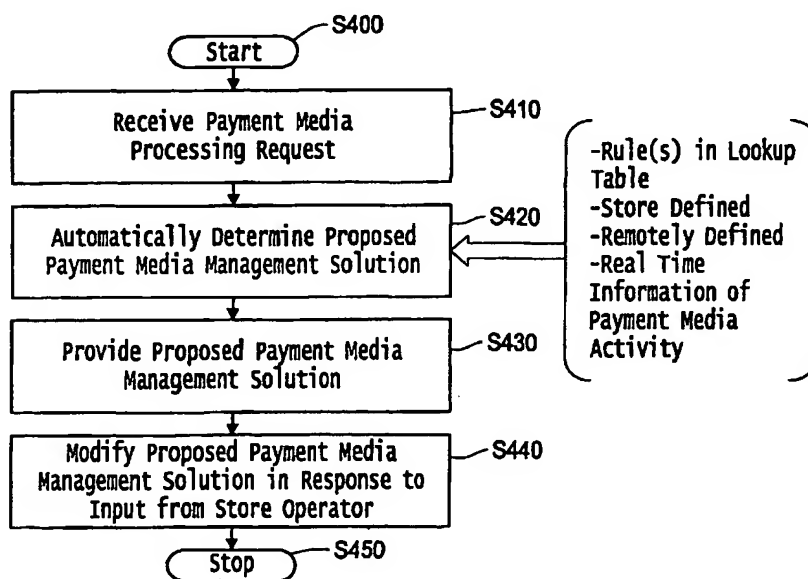 S400
Start
S410
Receive Payment Media
Processing Request
S420
Automatically Determine Proposed
Payment Media Management Solution
-Rule(s) in Lookup
Table
-Store Defined
-Remotely Defined
-Real Time
Information of
Payment Media
Activity
S430
Provide Proposed Payment Media
Management Solution
S440
Modify Proposed Payment Media
Management Solution in Response to
Input from Store Operator
S450
Stop